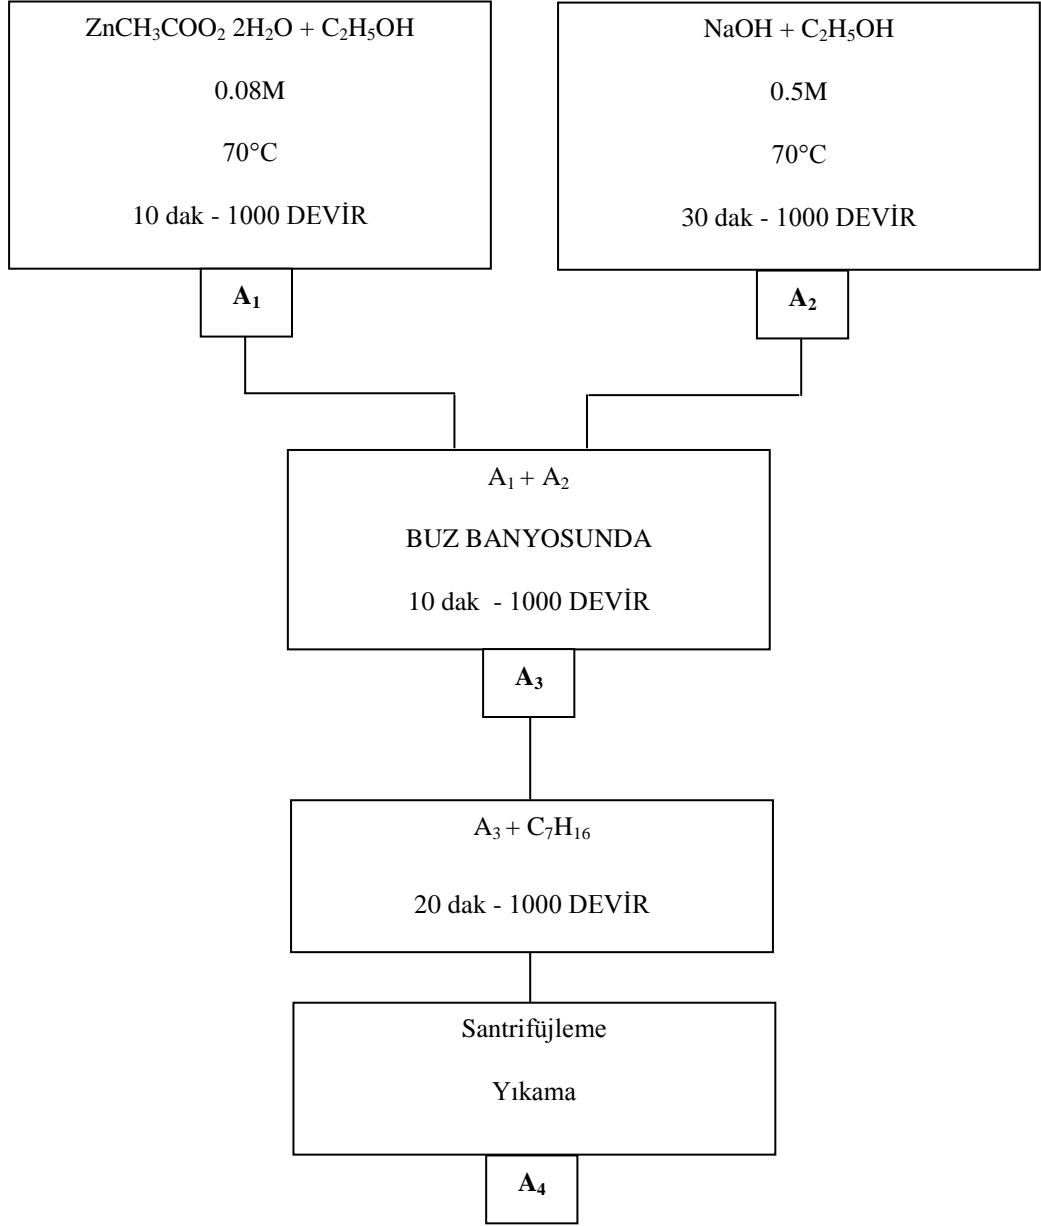 ZnCH₃COO₂ 2H₂O + C₂H₅OH
0.08M
70°C
10 dak - 1000 DEVİR
A₁
NaOH + C₂H₅OH
0.5M
70°C
30 dak - 1000 DEVİR
A₂
A₁ + A₂
BUZ BANYOSUNDA
10 dak - 1000 DEVİR
A₃
A₃ + C₇H₁₆
20 dak - 1000 DEVİR
Santrifüjleme
Yıkama
A₄